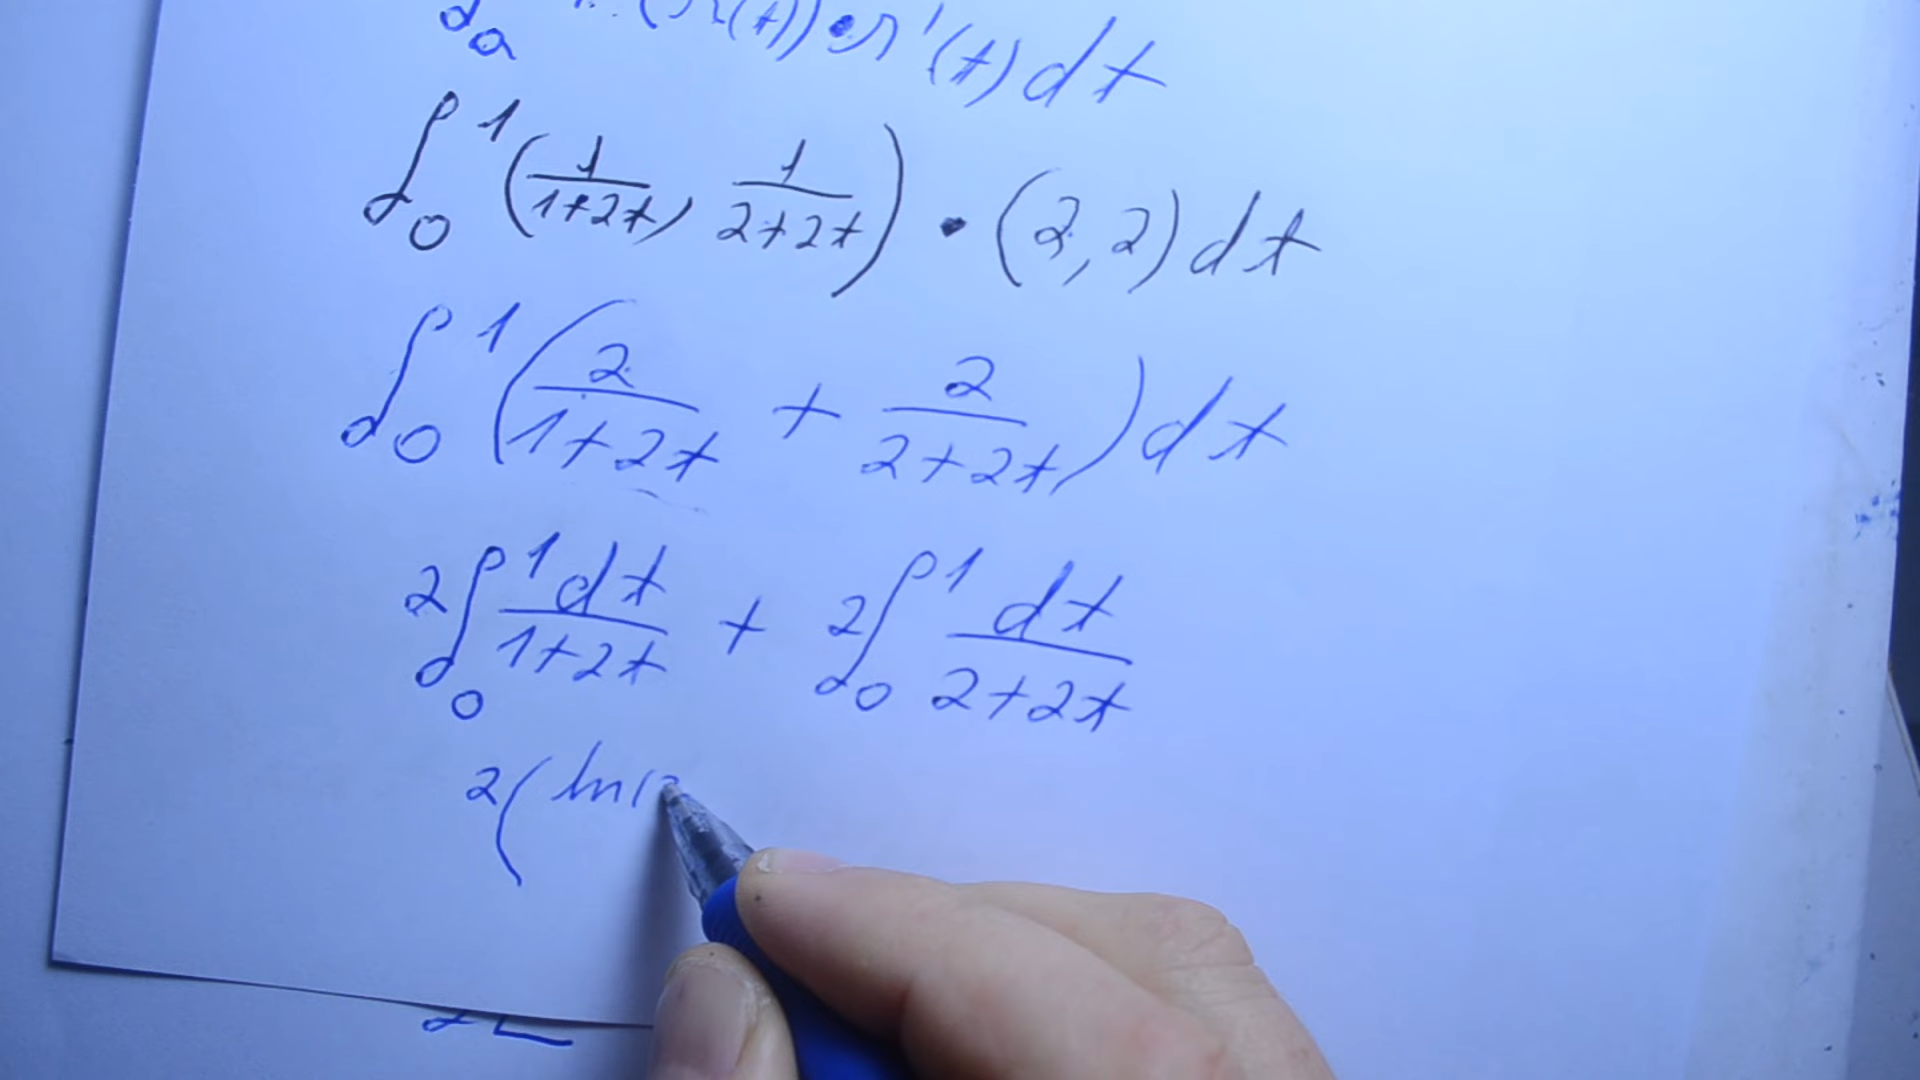 (r(t))•r'(t)dt
∫₀¹(1/(1+2t), 1/(2+2t))•(2,2)dt
∫₀¹(2/(1+2t) + 2/(2+2t))dt
2∫₀¹ dt/(1+2t) + 2∫₀¹ dt/(2+2t)
2( ln(